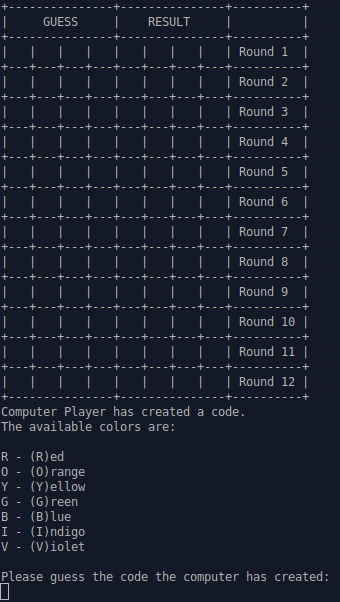 +---------------+---------------+----------+
|     GUESS     |    RESULT     |          |
+---------------+---------------+----------+
|   |   |   |   |   |   |   |   | Round 1  |
+---+---+---+---+---+---+---+---+----------+
|   |   |   |   |   |   |   |   | Round 2  |
+---+---+---+---+---+---+---+---+----------+
|   |   |   |   |   |   |   |   | Round 3  |
+---+---+---+---+---+---+---+---+----------+
|   |   |   |   |   |   |   |   | Round 4  |
+---+---+---+---+---+---+---+---+----------+
|   |   |   |   |   |   |   |   | Round 5  |
+---+---+---+---+---+---+---+---+----------+
|   |   |   |   |   |   |   |   | Round 6  |
+---+---+---+---+---+---+---+---+----------+
|   |   |   |   |   |   |   |   | Round 7  |
+---+---+---+---+---+---+---+---+----------+
|   |   |   |   |   |   |   |   | Round 8  |
+---+---+---+---+---+---+---+---+----------+
|   |   |   |   |   |   |   |   | Round 9  |
+---+---+---+---+---+---+---+---+----------+
|   |   |   |   |   |   |   |   | Round 10 |
+---+---+---+---+---+---+---+---+----------+
|   |   |   |   |   |   |   |   | Round 11 |
+---+---+---+---+---+---+---+---+----------+
|   |   |   |   |   |   |   |   | Round 12 |
+---------------+---------------+----------+
Computer Player has created a code.
The available colors are:

R - (R)ed
O - (O)range
Y - (Y)ellow
G - (G)reen
B - (B)lue
I - (I)ndigo
V - (V)iolet

Please guess the code the computer has created: